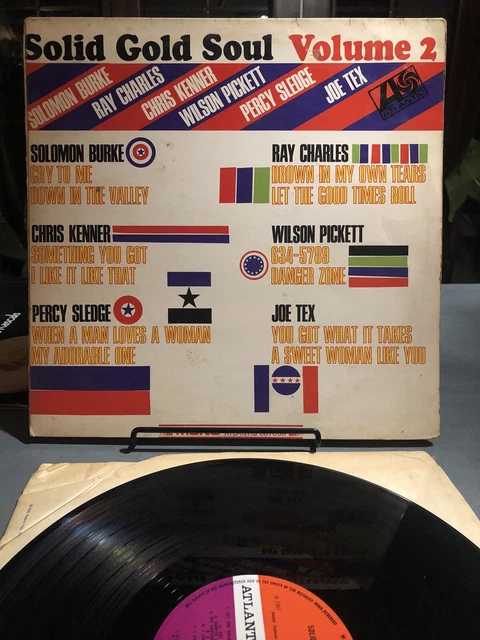 Solid Gold Soul Volume 2
SOLOMON BURKE
RAY CHARLES
CHRIS KENNER
WILSON PICKETT
PERCY SLEDGE
JOE TEX
ATLANTIC
SOLOMON BURKE
CRY TO ME
DOWN IN THE VALLEY
RAY CHARLES
DROWN IN MY OWN TEARS
LET THE GOOD TIMES ROLL
CHRIS KENNER
SOMETHING YOU GOT
I LIKE IT LIKE THAT
WILSON PICKETT
634-5789
DANGER ZONE
PERCY SLEDGE
WHEN A MAN LOVES A WOMAN
MY ADORABLE ONE
JOE TEX
YOU GOT WHAT IT TAKES
A SWEET WOMAN LIKE YOU
ATLANT